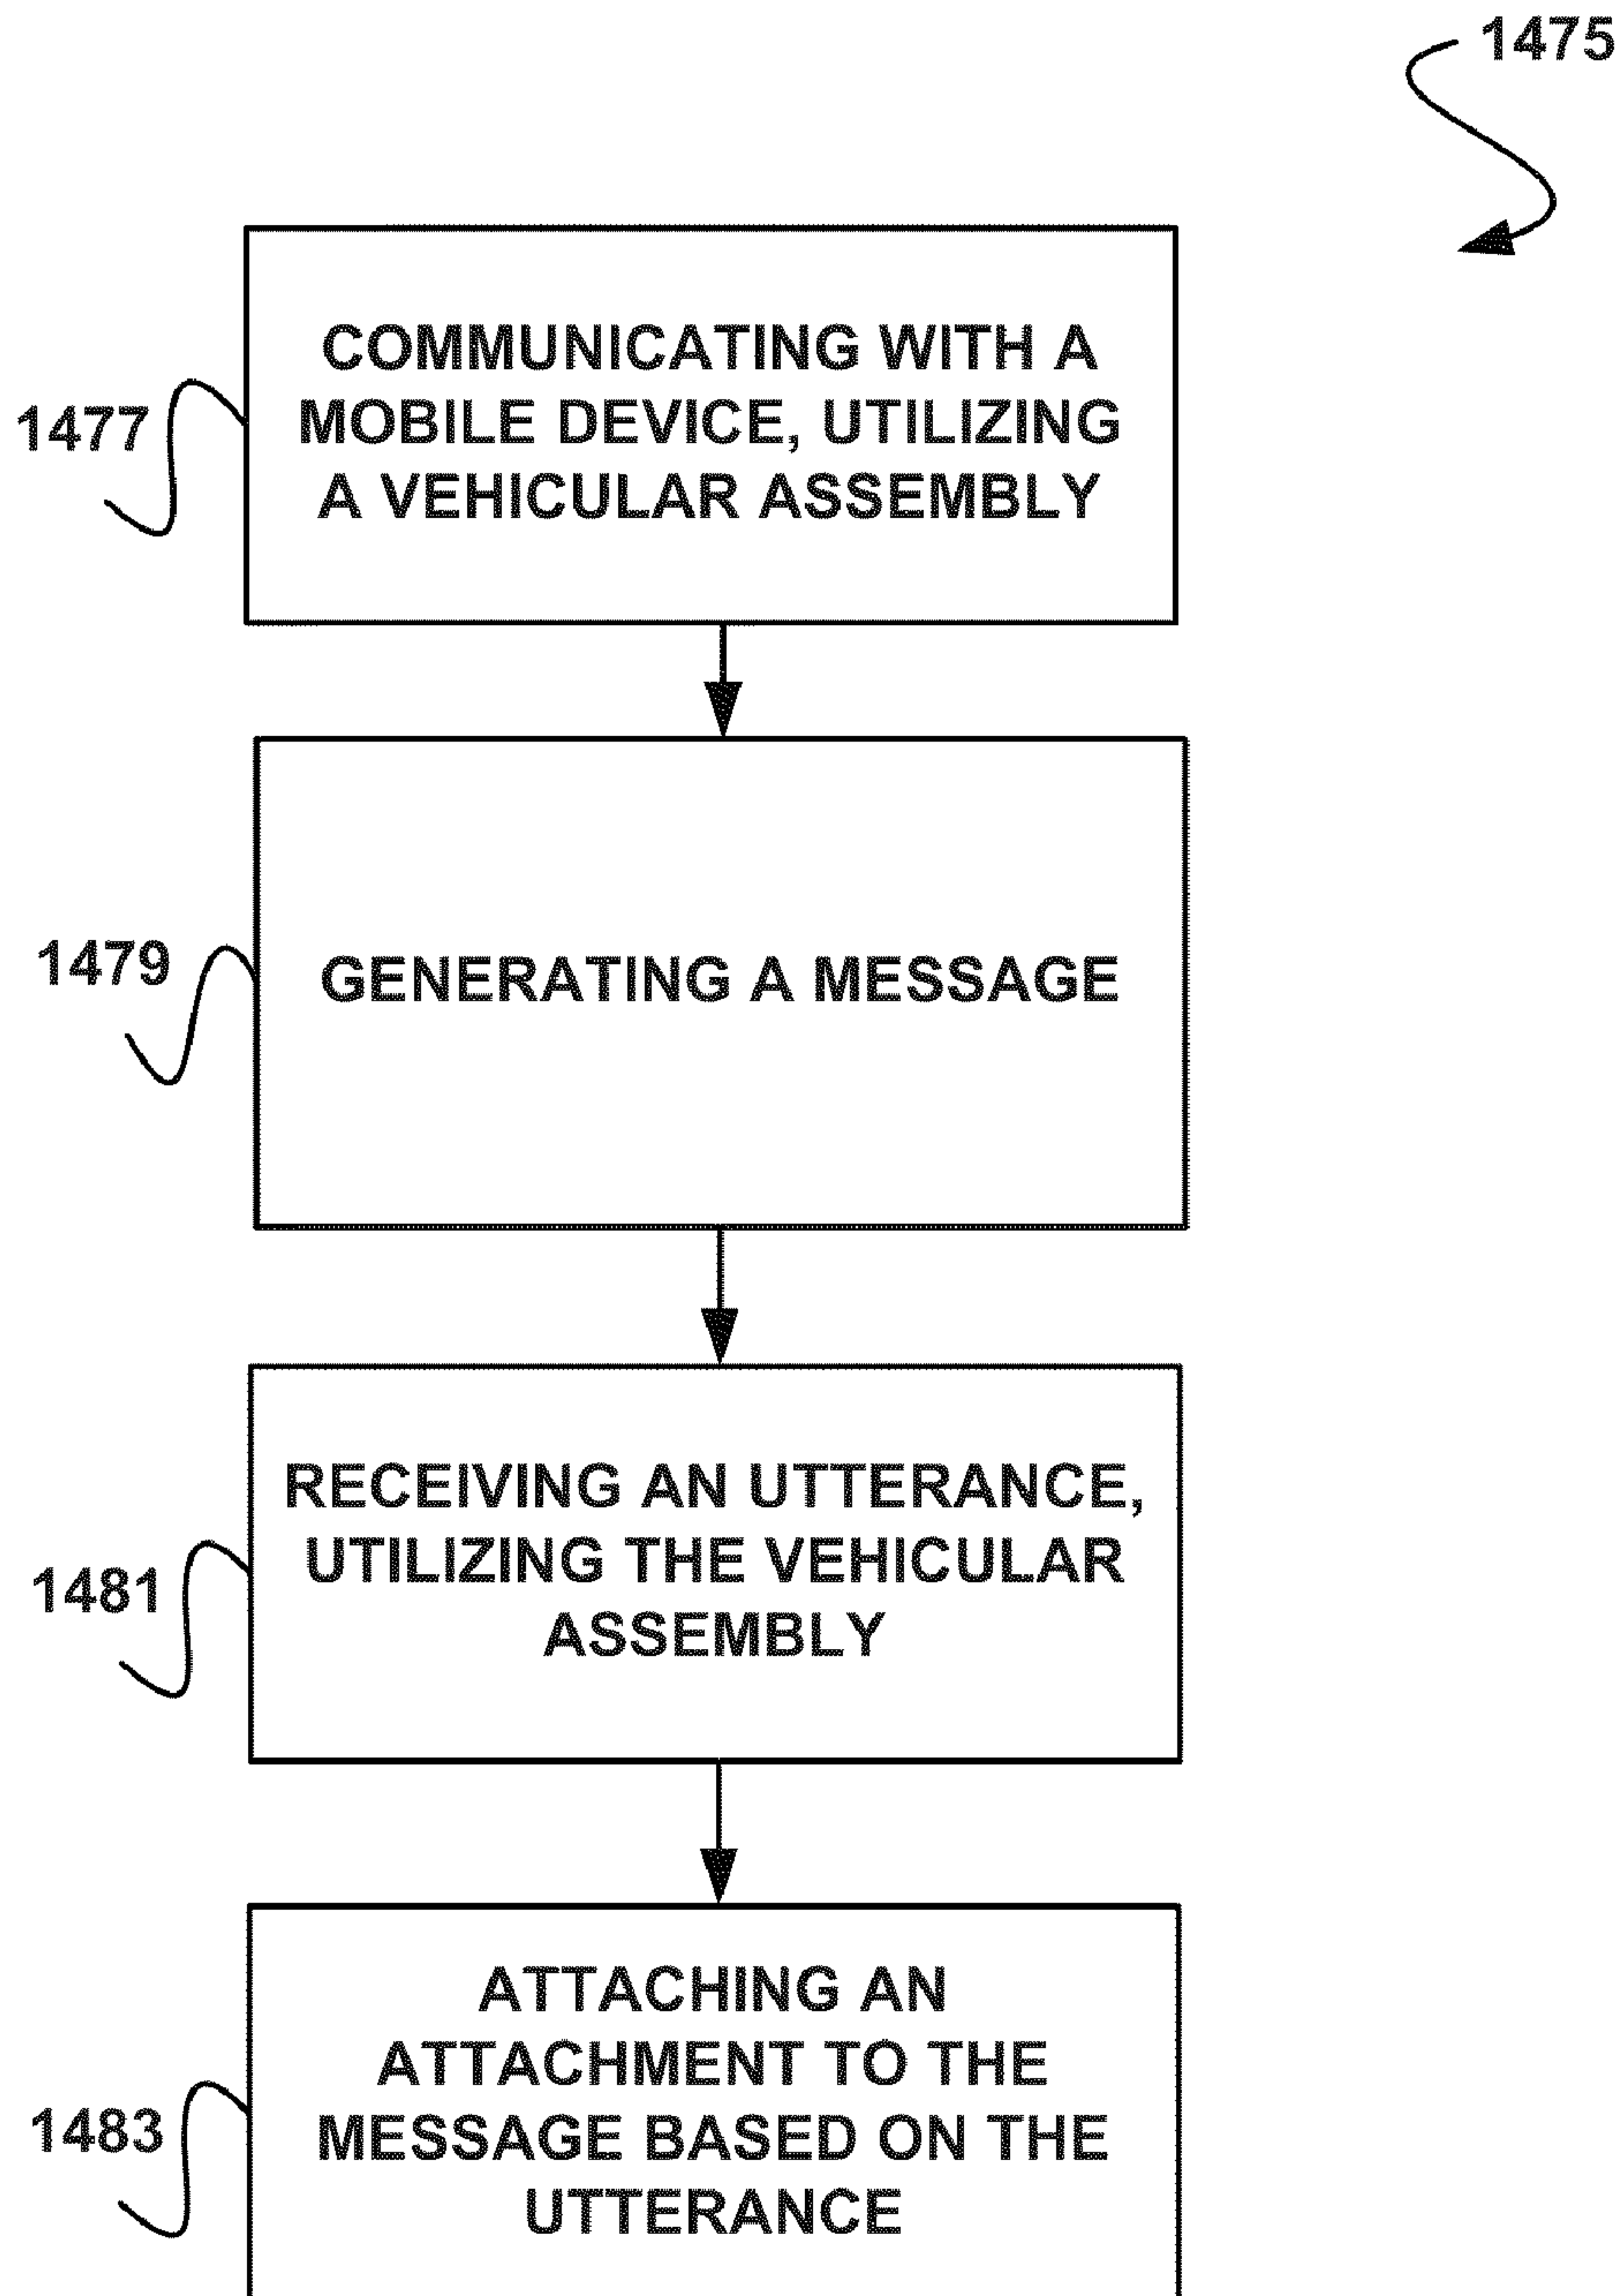 1475
COMMUNICATING WITH A
MOBILE DEVICE, UTILIZING
A VEHICULAR ASSEMBLY
1477
GENERATING A MESSAGE
1479
RECEIVING AN UTTERANCE,
UTILIZING THE VEHICULAR
ASSEMBLY
1481
ATTACHING AN
ATTACHMENT TO THE
MESSAGE BASED ON THE
UTTERANCE
1483